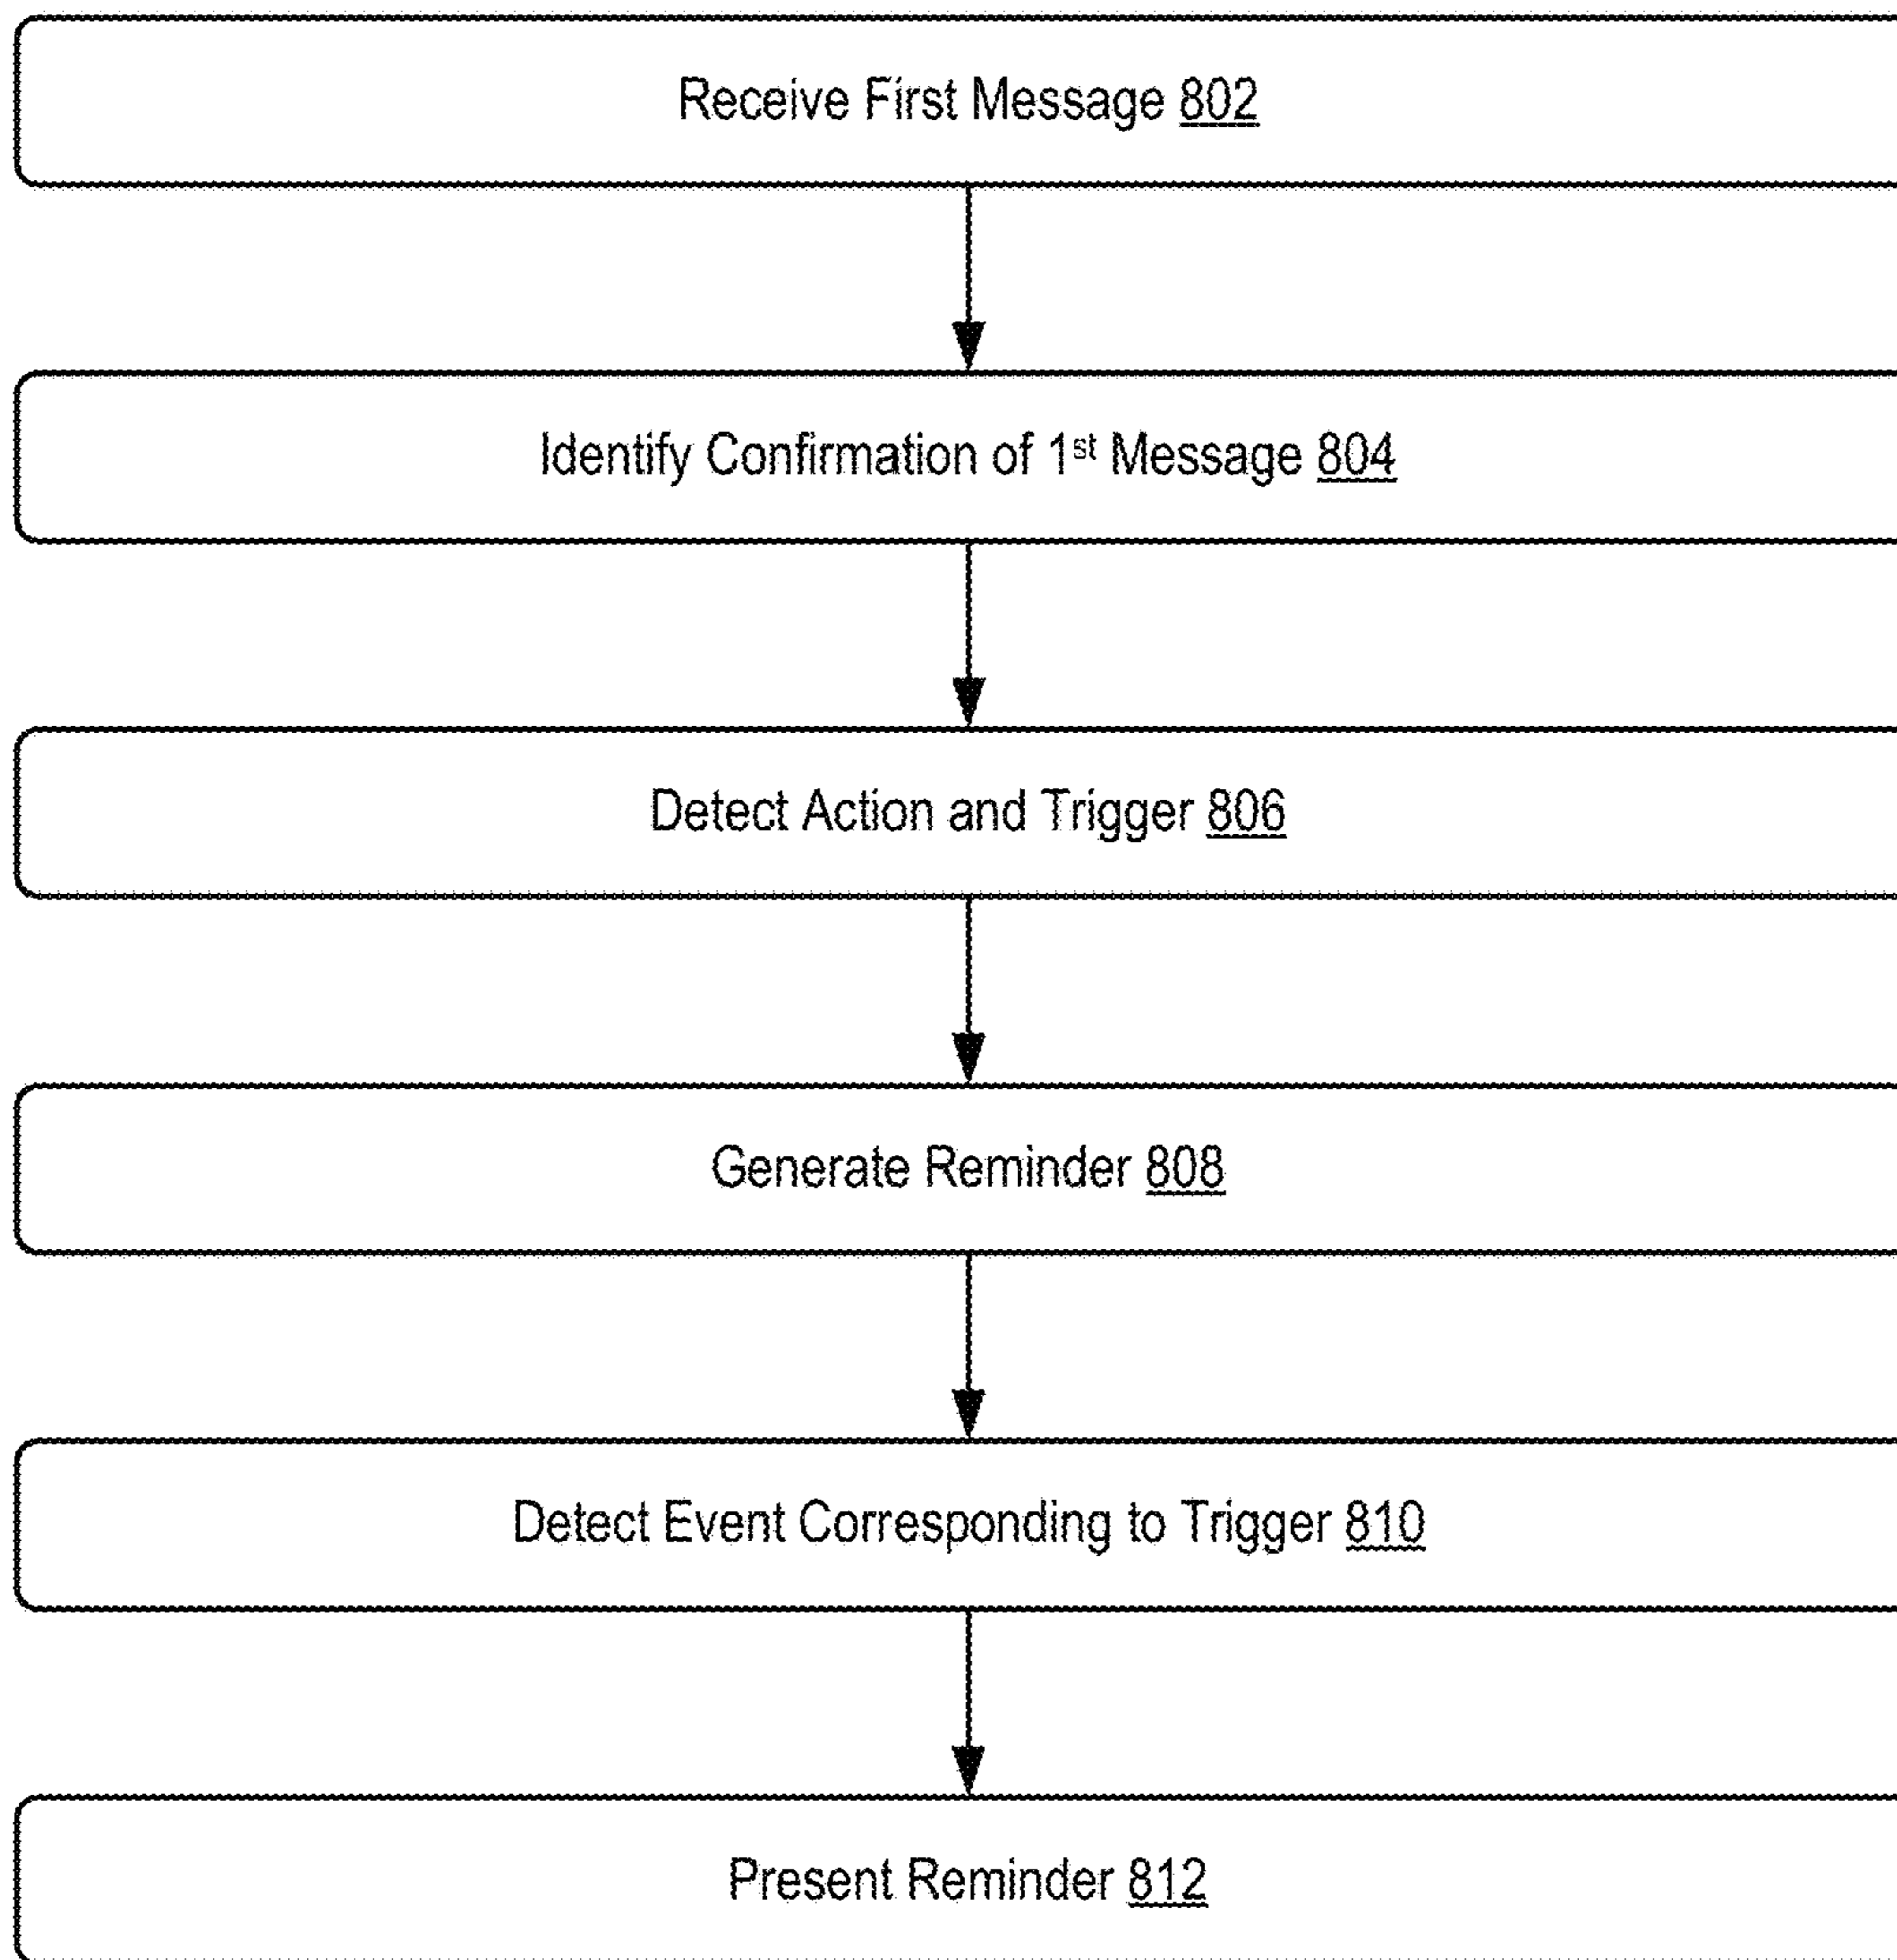 Receive First Message 802
Identify Confirmation of 1st Message 804
Detect Action and Trigger 806
Generate Reminder 808
Detect Event Corresponding to Trigger 810
Present Reminder 812